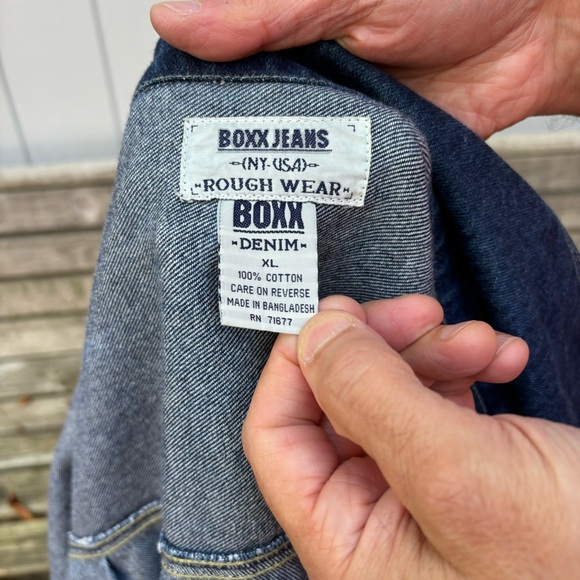 BOXX JEANS
(NY-USA)
ROUGH WEAR
BOXX
DENIM
XL
100% COTTON
CARE ON REVERSE
MADE IN BANGLADESH
RN 71677